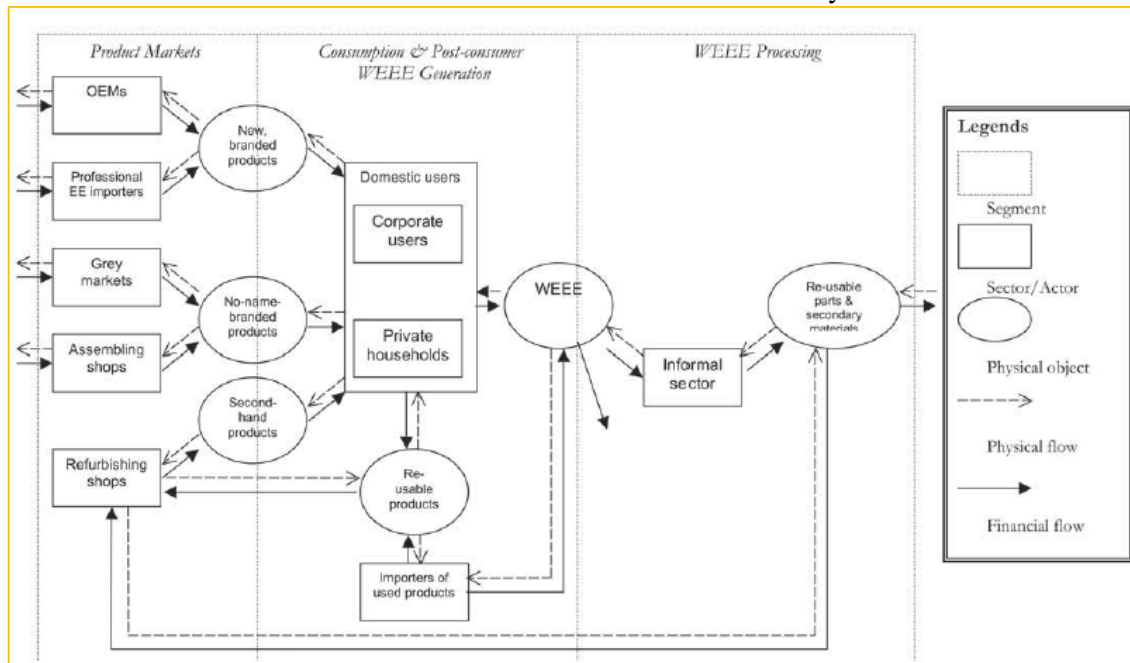 Product Markets
Consumption & Post-consumer
WEEE Generation
WEEE Processing
OEMs
New,
branded
products
Professional
EE importers
Domestic users
Corporate
users
Grey
markets
No-name-
branded
products
Assembling
shops
Private
households
WEEE
Re-usable
parts &
secondary
materials
Informal
sector
Second-
hand
products
Refurbishing
shops
Re-
usable
products
Importers of
used products
Legends
Segment
Sector/Actor
Physical object
Physical flow
Financial flow